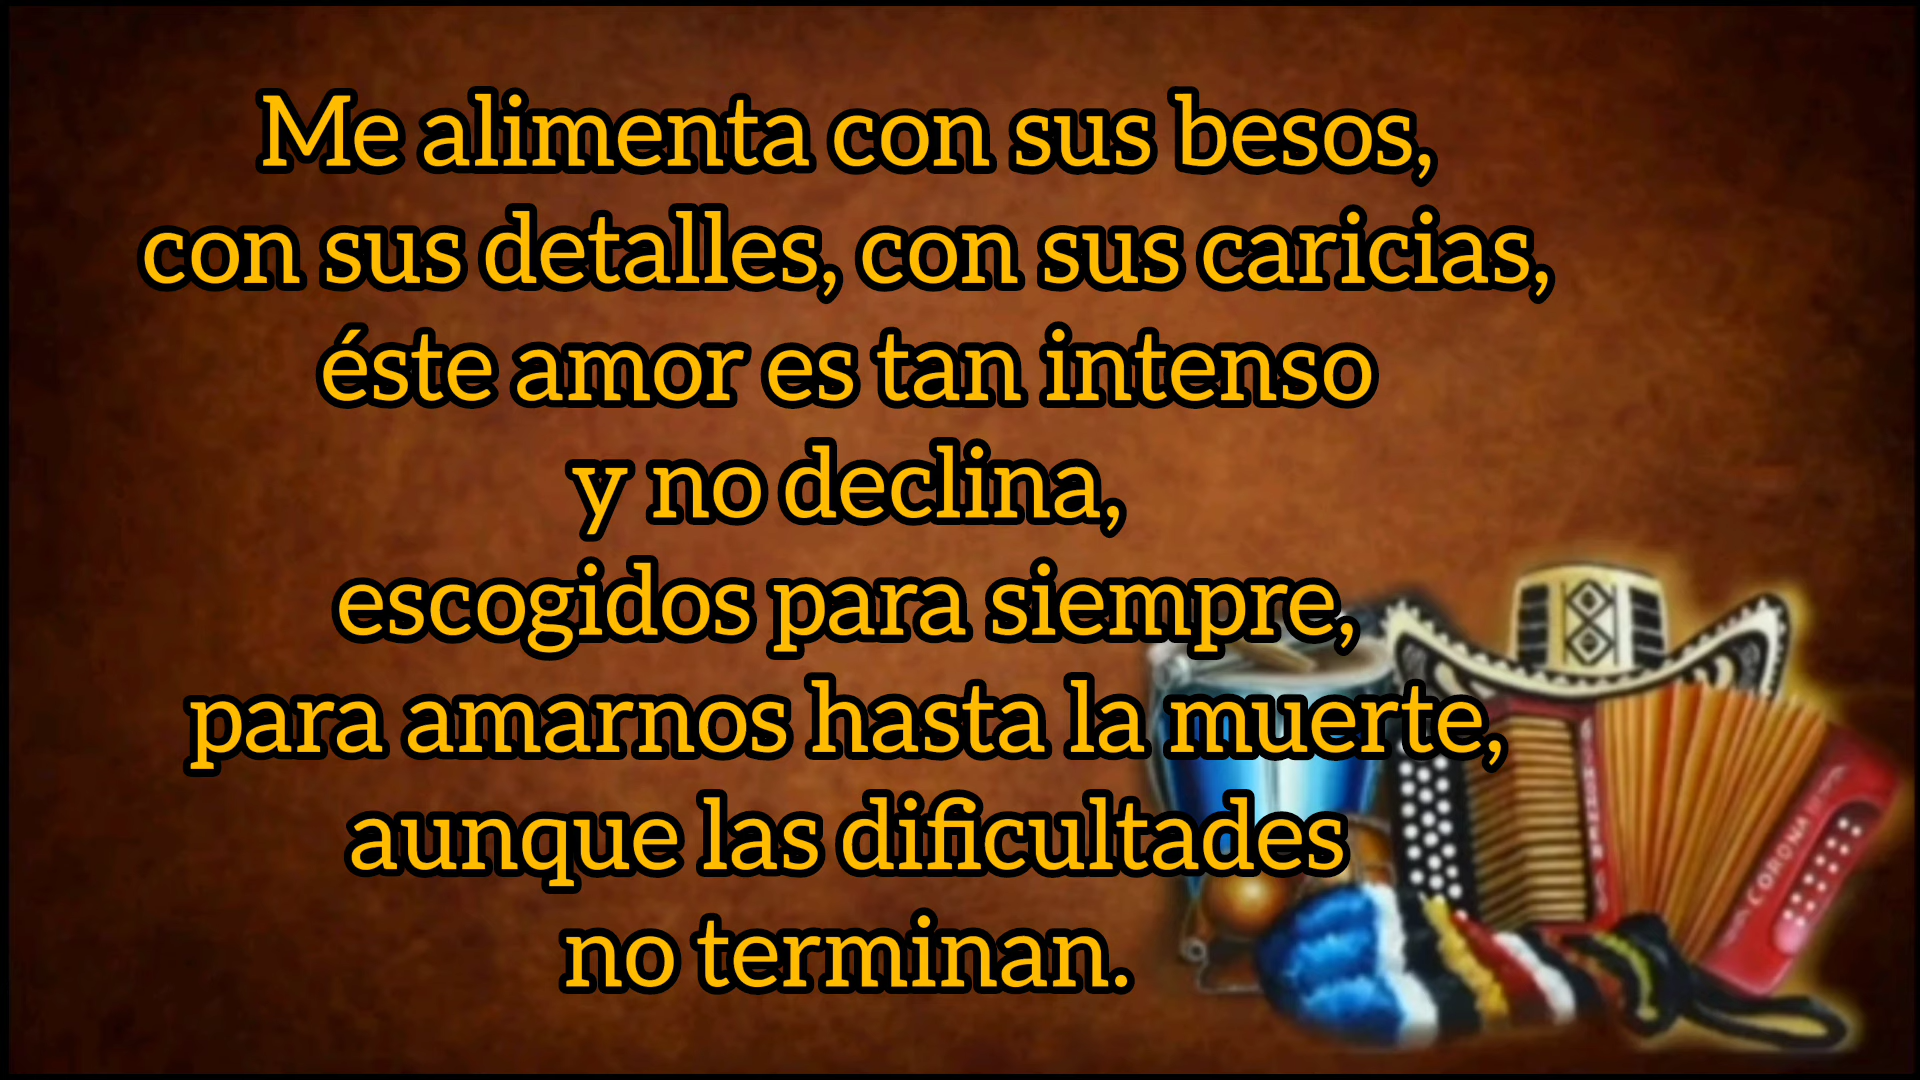 Me alimenta con sus besos,
con sus detalles, con sus caricias,
éste amor es tan intenso
y no declina,
escogidos para siempre,
para amarnos hasta la muerte,
aunque las dificultades
no terminan.
CORONA